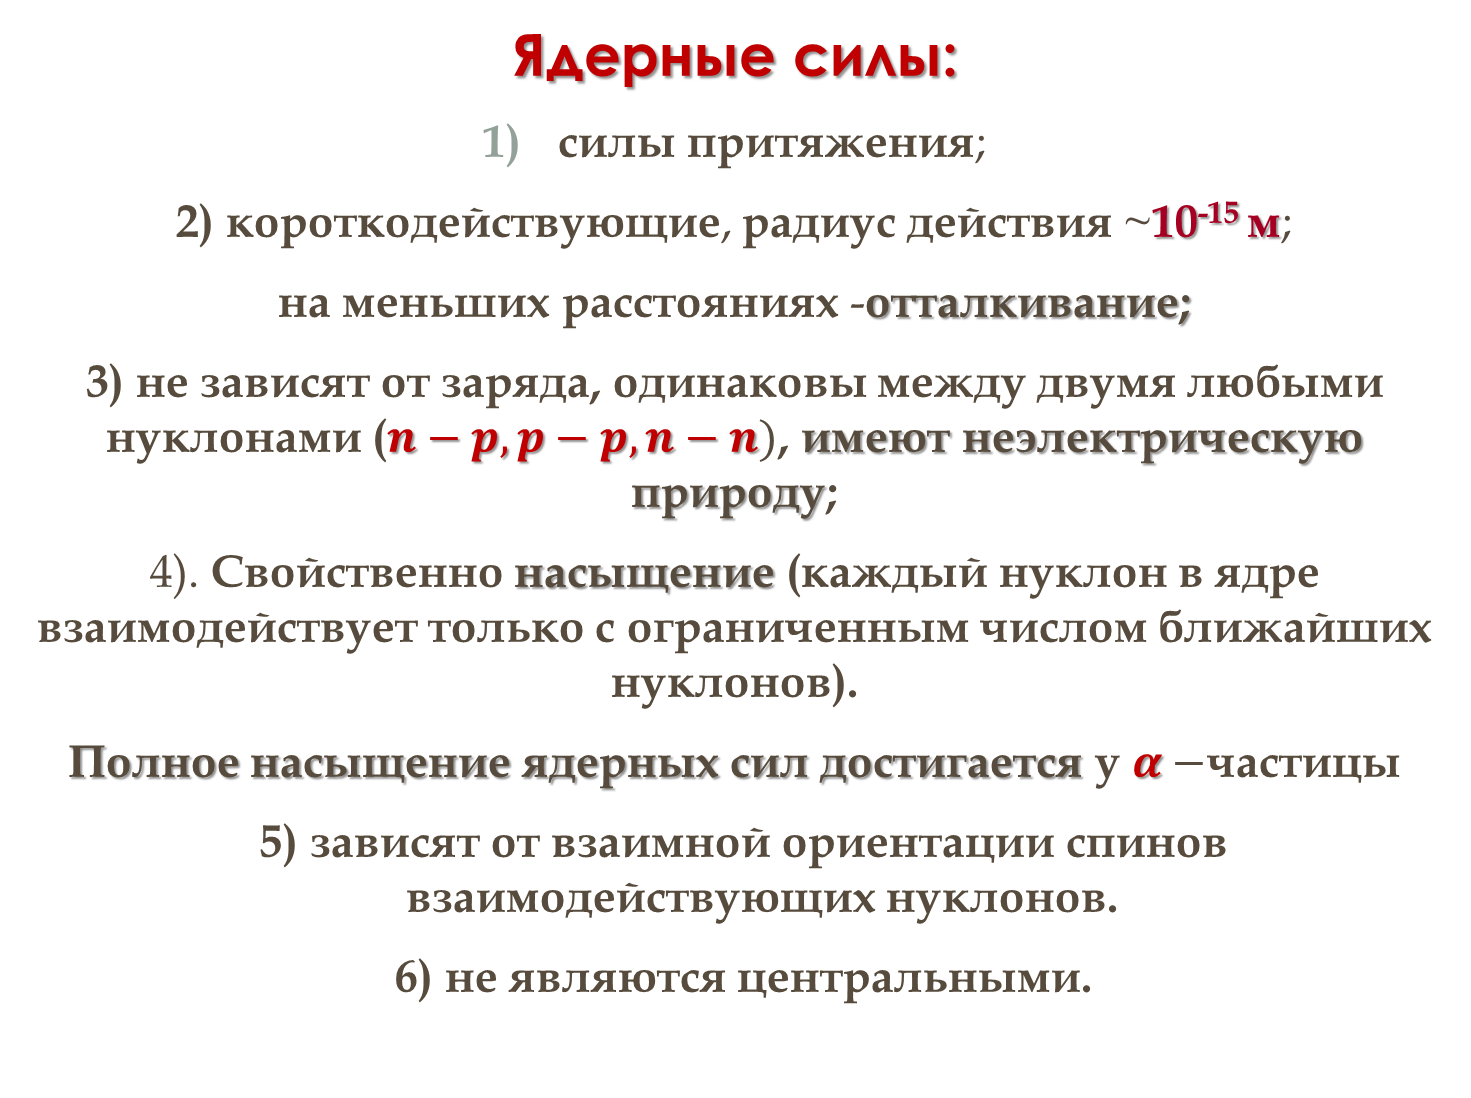 Ядерные силы:
1) силы притяжения;
2) короткодействующие, радиус действия ~10⁻¹⁵ м;
на меньших расстояниях -отталкивание;
3) не зависят от заряда, одинаковы между двумя любыми
нуклонами (n − p, p − p, n − n), имеют неэлектрическую
природу;
4). Свойственно насыщение (каждый нуклон в ядре
взаимодействует только с ограниченным числом ближайших
нуклонов).
Полное насыщение ядерных сил достигается у α −частицы
5) зависят от взаимной ориентации спинов
взаимодействующих нуклонов.
6) не являются центральными.